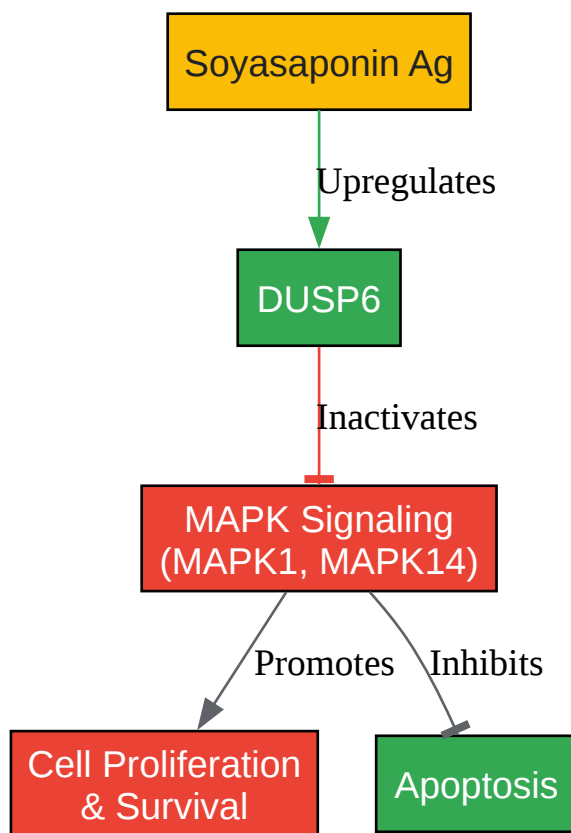 Soyasaponin Ag
Upregulates
DUSP6
Inactivates
MAPK Signaling
(MAPK1, MAPK14)
Promotes
Inhibits
Cell Proliferation
& Survival
Apoptosis